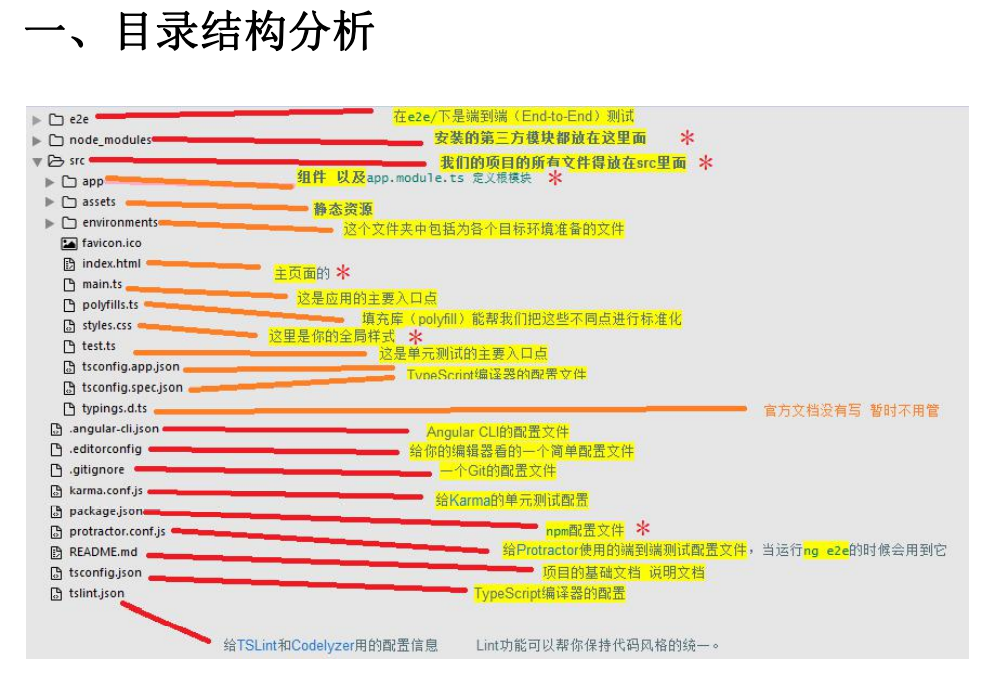 一、目录结构分析
e2e 在e2e/下是端到端（End-to-End）测试
node_modules 安装的第三方模块都放在这里面 *
src 我们的项目的所有文件得放在src里面 *
app 组件 以及app.module.ts 定义根模块 *
assets 静态资源
environments 这个文件夹中包括为各个目标环境准备的文件
favicon.ico
index.html 主页面的 *
main.ts 这是应用的主要入口点
polyfills.ts 填充库（polyfill）能帮我们把这些不同点进行标准化
styles.css 这里是你的全局样式 *
test.ts 这是单元测试的主要入口点
tsconfig.app.json TypeScript编译器的配置文件
tsconfig.spec.json
typings.d.ts 官方文档没有写 暂时不用管
.angular-cli.json Angular CLI的配置文件
.editorconfig 给你的编辑器看的一个简单配置文件
.gitignore 一个Git的配置文件
karma.conf.js 给Karma的单元测试配置
package.json npm配置文件 *
protractor.conf.js 给Protractor使用的端到端测试配置文件，当运行ng e2e的时候会用到它
README.md 项目的基础文档 说明文档
tsconfig.json TypeScript编译器的配置
tslint.json
给TSLint和Codelyzer用的配置信息 Lint功能可以帮你保持代码风格的统一。